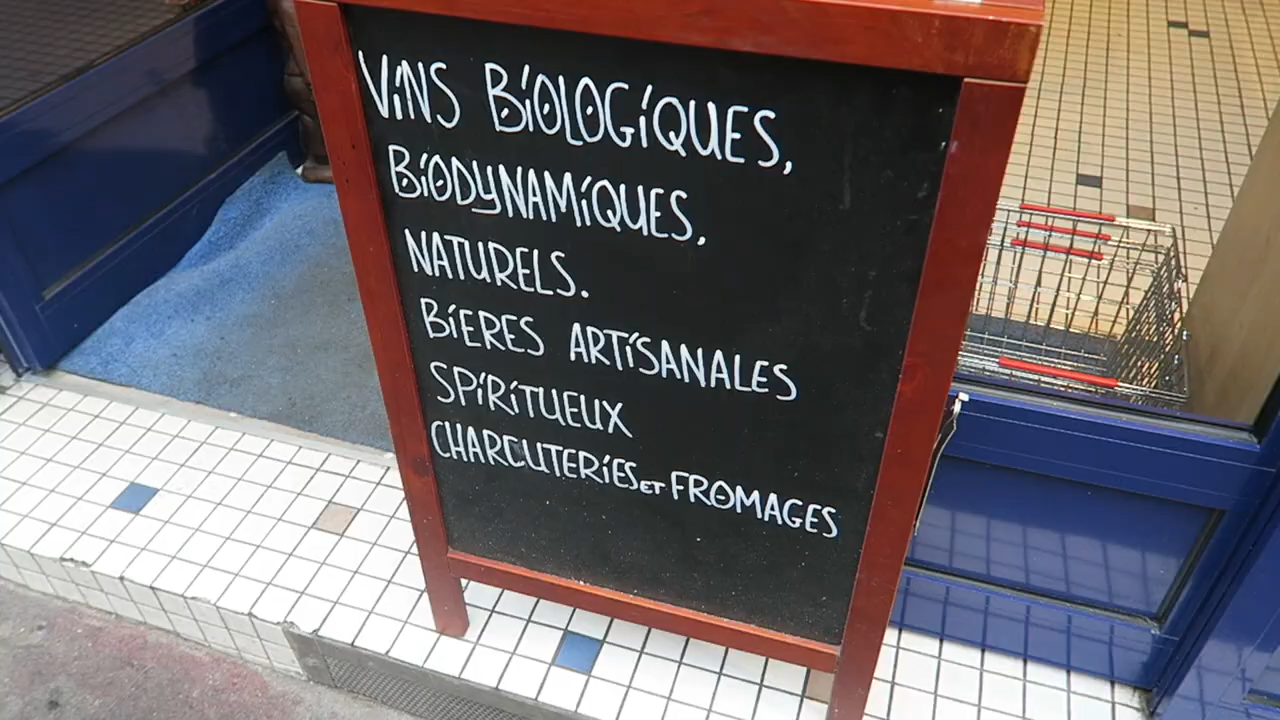 ViNS BiOLOGiQUES,
BiODYNAMiQUES,
NATURELS.
BiERES ARTiSANALES
SPiRiTUEUX
CHARCUTERiES ET FROMAGES